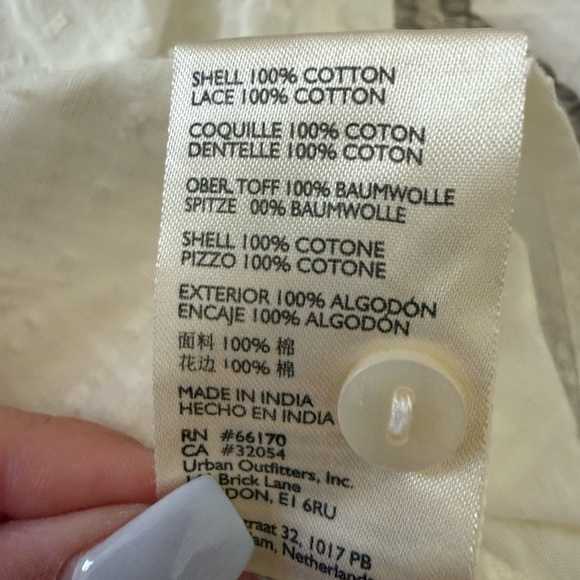 SHELL 100% COTTON
LACE 100% COTTON
COQUILLE 100% COTON
DENTELLE 100% COTON
OBER TOFF 100% BAUMWOLLE
SPITZE 00% BAUMWOLLE
SHELL 100% COTONE
PIZZO 100% COTONE
EXTERIOR 100% ALGODÓN
ENCAJE 100% ALGODÓN
面料 100% 棉
花边 100% 棉
MADE IN INDIA
HECHO EN INDIA
RN #66170
CA #32054
Urban Outfitters, Inc.
Brick Lane
DON, E1 6RU
raat 32, 1017 PB
am, Netherland